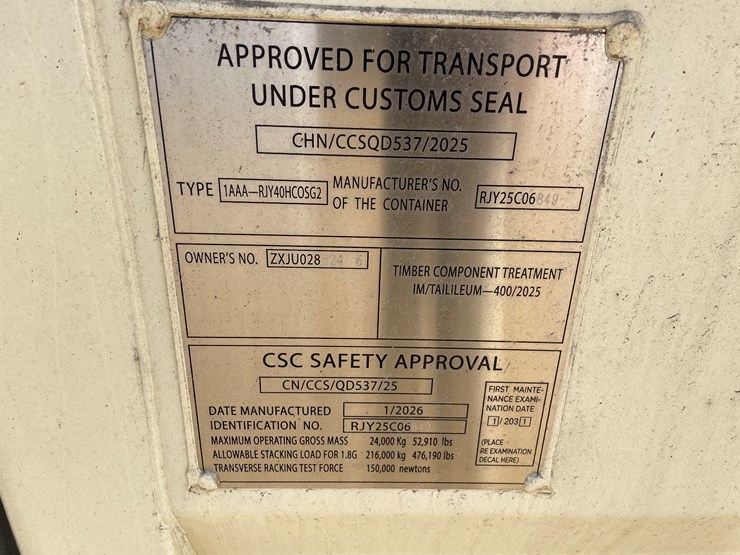 APPROVED FOR TRANSPORT
UNDER CUSTOMS SEAL
CHN/CCSQD537/2025
TYPE 1AAA—RJY40HCOSG2 MANUFACTURER'S NO. OF THE CONTAINER RJY25C06849
OWNER'S NO. ZXJU028
TIMBER COMPONENT TREATMENT
IM/TAILILEUM—400/2025
CSC SAFETY APPROVAL
CN/CCS/QD537/25
DATE MANUFACTURED 1/2026
IDENTIFICATION NO. RJY25C06
MAXIMUM OPERATING GROSS MASS 24,000 Kg 52,910 lbs
ALLOWABLE STACKING LOAD FOR 1.8G 216,000 kg 476,190 lbs
TRANSVERSE RACKING TEST FORCE 150,000 newtons
FIRST MAINTE-
NANCE EXAMI-
NATION DATE
1/2031
(PLACE
RE EXAMINATION
DECAL HERE)